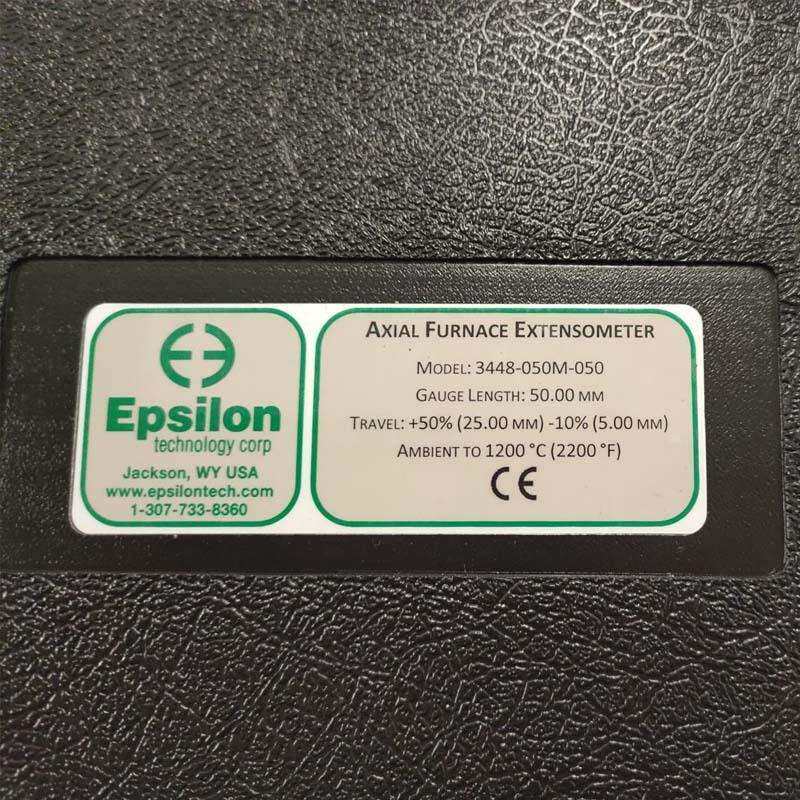 Epsilon
technology corp
Jackson, WY USA
www.epsilontech.com
1-307-733-8360
AXIAL FURNACE EXTENSOMETER
MODEL: 3448-050M-050
GAUGE LENGTH: 50.00 MM
TRAVEL: +50% (25.00 MM) -10% (5.00 MM)
AMBIENT TO 1200 °C (2200 °F)
CE